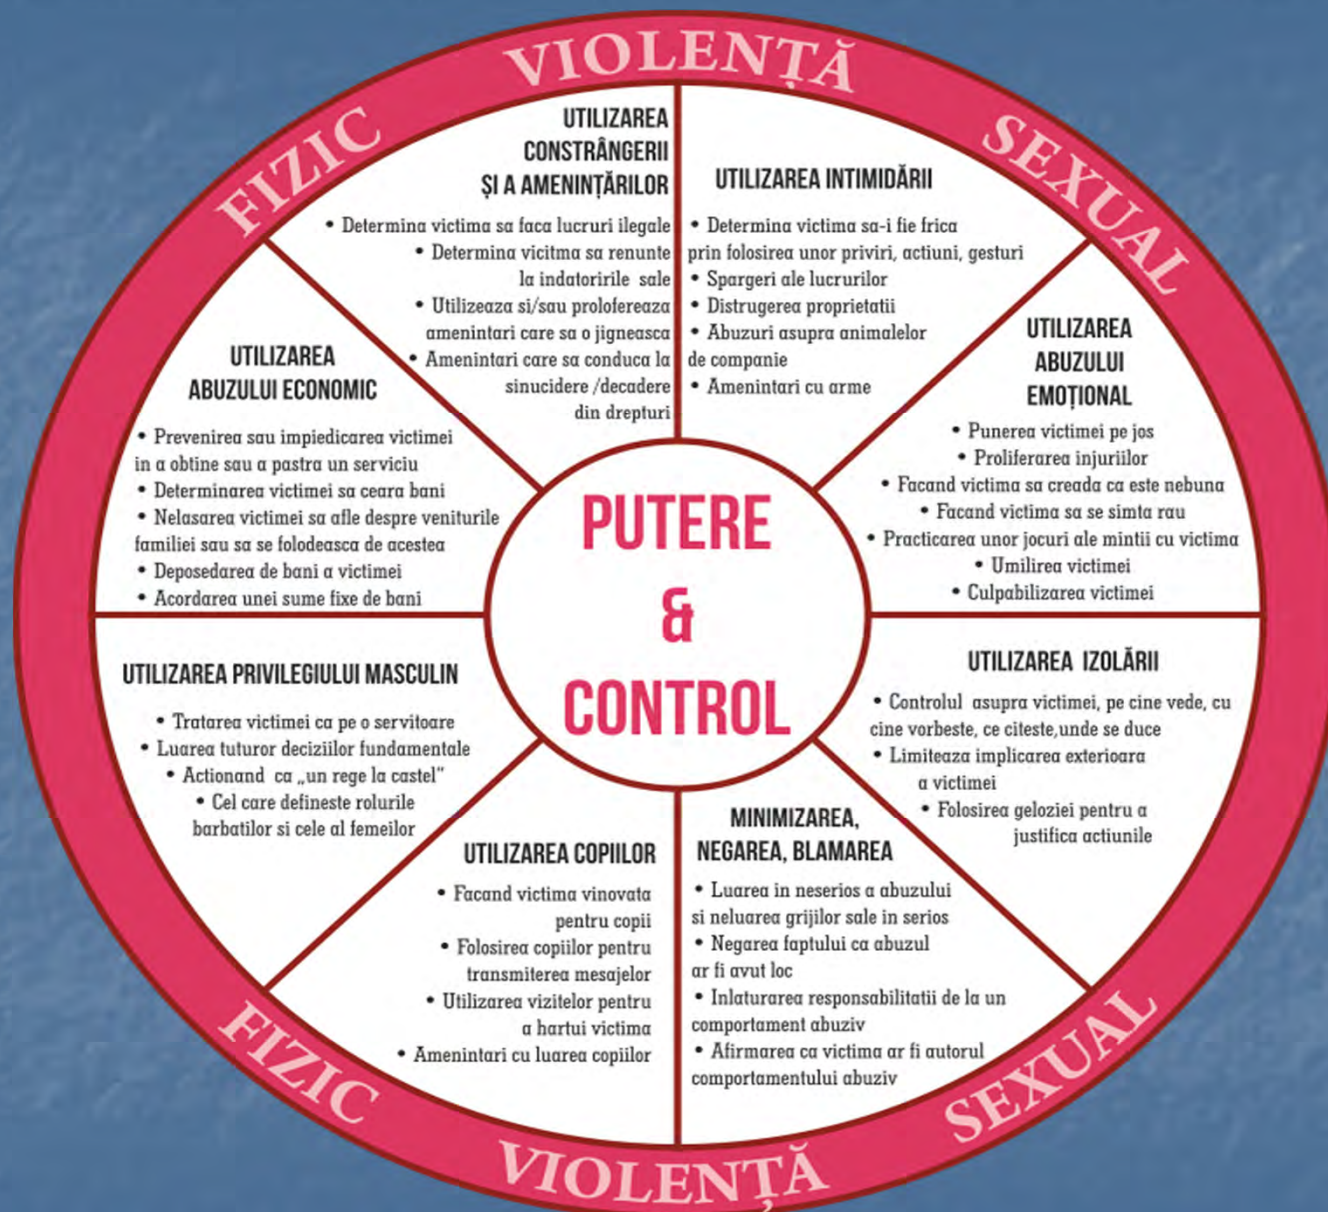 VIOLENȚĂ
FIZIC
SEXUAL
UTILIZAREA
CONSTRÂNGERII
ȘI A AMENINȚĂRILOR
• Determina victima sa faca lucruri ilegale
• Determina vicitma sa renunte
la indatoririle sale
• Utilizeaza si/sau prolofereaza
amenintari care sa o jigneasca
• Amenintari care sa conduca la
sinucidere /decadere
din drepturi
UTILIZAREA INTIMIDĂRII
• Determina victima sa-i fie frica
prin folosirea unor priviri, actiuni, gesturi
• Spargeri ale lucrurilor
• Distrugerea proprietatii
• Abuzuri asupra animalelor
de companie
• Amenintari cu arme
UTILIZAREA
ABUZULUI
EMOȚIONAL
• Punerea victimei pe jos
• Proliferarea injuriilor
• Facand victima sa creada ca este nebuna
• Facand victima sa se simta rau
• Practicarea unor jocuri ale mintii cu victima
• Umilirea victimei
• Culpabilizarea victimei
UTILIZAREA IZOLĂRII
• Controlul asupra victimei, pe cine vede, cu
cine vorbeste, ce citeste,unde se duce
• Limiteaza implicarea exterioara
a victimei
• Folosirea geloziei pentru a
justifica actiunile
MINIMIZAREA,
NEGAREA, BLAMAREA
• Luarea in neserios a abuzului
si neluarea grijilor sale in serios
• Negarea faptului ca abuzul
ar fi avut loc
• Inlaturarea responsabilitatii de la un
comportament abuziv
• Afirmarea ca victima ar fi autorul
comportamentului abuziv
UTILIZAREA COPIILOR
• Facand victima vinovata
pentru copii
• Folosirea copiilor pentru
transmiterea mesajelor
• Utilizarea vizitelor pentru
a hartui victima
• Amenintari cu luarea copiilor
UTILIZAREA PRIVILEGIULUI MASCULIN
• Tratarea victimei ca pe o servitoare
• Luarea tuturor deciziilor fundamentale
• Actionand ca „un rege la castel"
• Cel care defineste rolurile
barbatilor si cele al femeilor
UTILIZAREA
ABUZULUI ECONOMIC
• Prevenirea sau impiedicarea victimei
in a obtine sau a pastra un serviciu
• Determinarea victimei sa ceara bani
• Nelasarea victimei sa afle despre veniturile
familiei sau sa se folodeasca de acestea
• Deposedarea de bani a victimei
• Acordarea unei sume fixe de bani
PUTERE
&
CONTROL
FIZIC
VIOLENȚĂ
SEXUAL